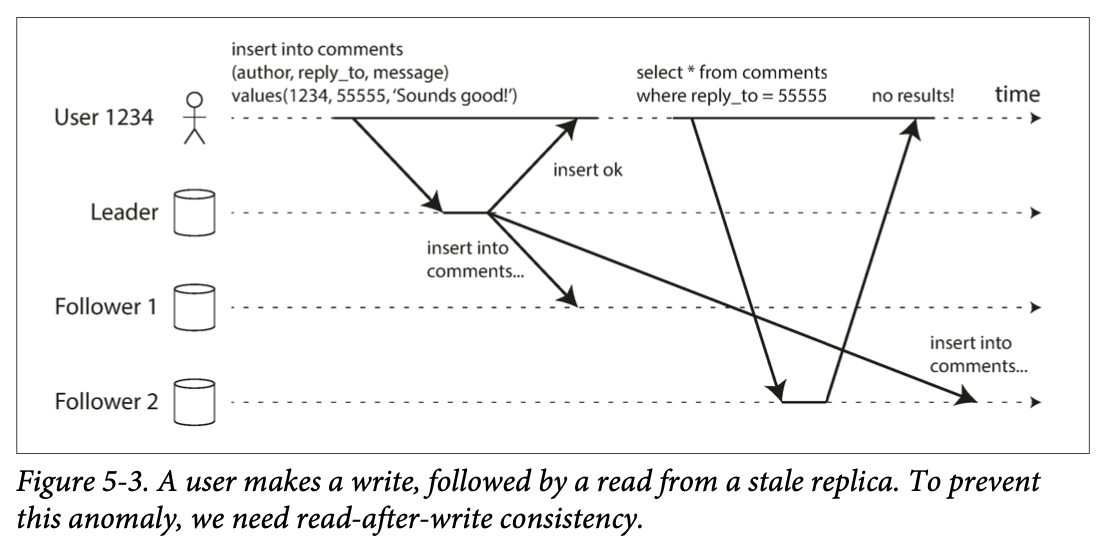 insert into comments
(author, reply_to, message)
values(1234, 55555, ‘Sounds good!’)
select * from comments
where reply_to = 55555
no results!
time
User 1234
insert ok
Leader
insert into
comments...
Follower 1
insert into
comments...
Follower 2
Figure 5-3. A user makes a write, followed by a read from a stale replica. To prevent
this anomaly, we need read-after-write consistency.